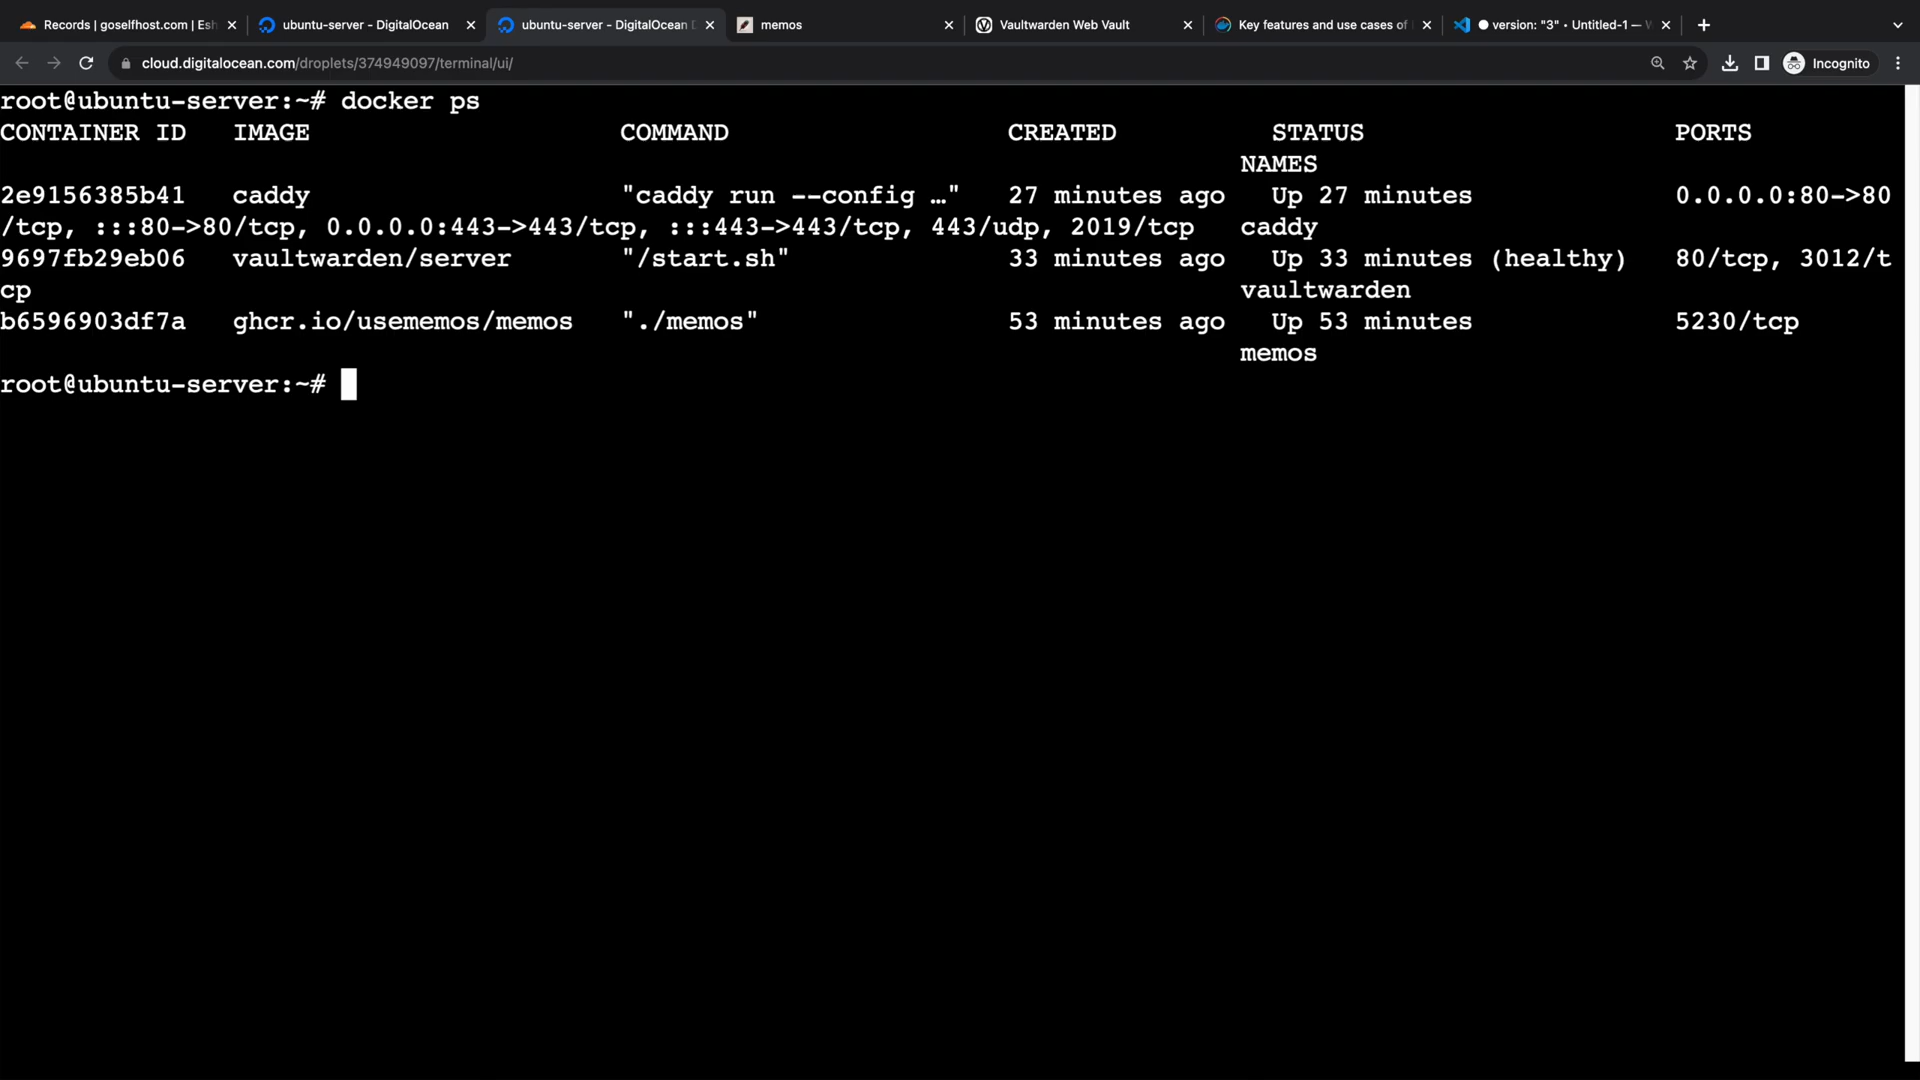 Records | goselfhost.com | Esh
ubuntu-server - DigitalOcean
ubuntu-server - DigitalOcean D
memos
Vaultwarden Web Vault
Key features and use cases of
version: "3" • Untitled-1 — W
cloud.digitalocean.com/droplets/374949097/terminal/ui/
Incognito
root@ubuntu-server:~# docker ps
CONTAINER ID IMAGE COMMAND CREATED STATUS PORTS
NAMES
2e9156385b41 caddy "caddy run --config …" 27 minutes ago Up 27 minutes 0.0.0.0:80->80
/tcp, :::80->80/tcp, 0.0.0.0:443->443/tcp, :::443->443/tcp, 443/udp, 2019/tcp caddy
9697fb29eb06 vaultwarden/server "/start.sh" 33 minutes ago Up 33 minutes (healthy) 80/tcp, 3012/t
cp vaultwarden
b6596903df7a ghcr.io/usememos/memos "./memos" 53 minutes ago Up 53 minutes 5230/tcp
memos
root@ubuntu-server:~#